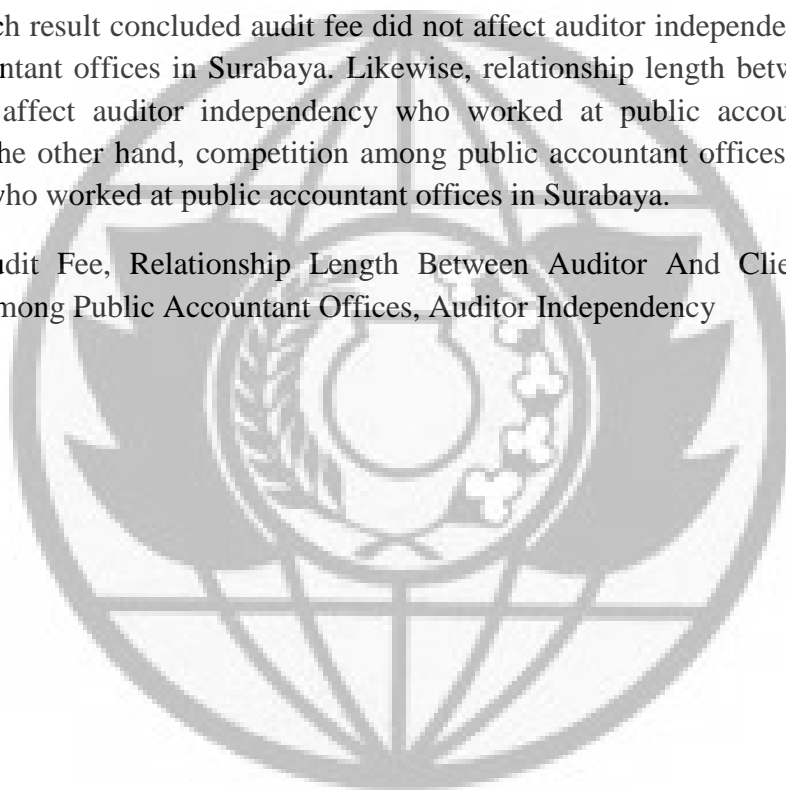 ch result concluded audit fee did not affect auditor independe
ntant offices in Surabaya. Likewise, relationship length betw
affect auditor independency who worked at public accou
he other hand, competition among public accountant offices
who worked at public accountant offices in Surabaya.
udit Fee, Relationship Length Between Auditor And Clie
mong Public Accountant Offices, Auditor Independency